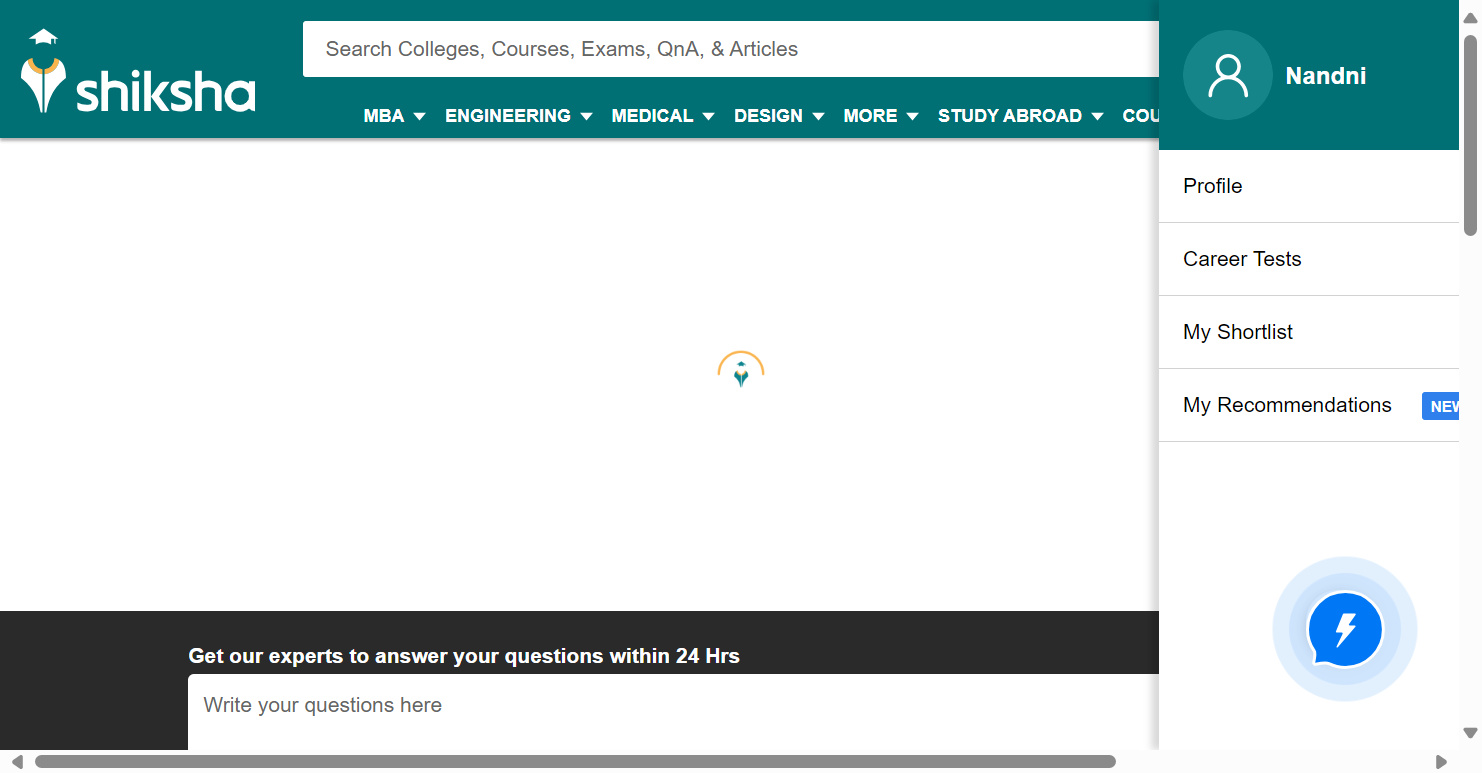 shiksha
Search Colleges, Courses, Exams, QnA, & Articles
MBA ENGINEERING MEDICAL DESIGN MORE STUDY ABROAD COU
Nandni
Profile
Career Tests
My Shortlist
My Recommendations NEW
Get our experts to answer your questions within 24 Hrs
Write your questions here